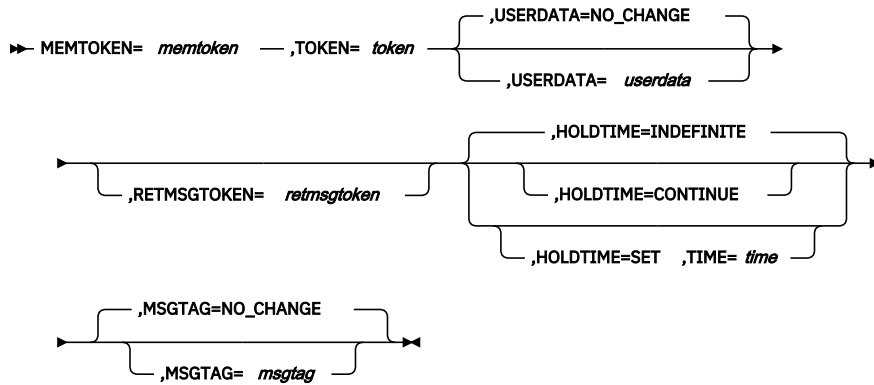 ,USERDATA=NO_CHANGE
MEMTOKEN= memtoken ,TOKEN= token
,USERDATA= userdata
,HOLDTIME=INDEFINITE
,RETMSGTOKEN= retmsgtoken ,HOLDTIME=CONTINUE
,HOLDTIME=SET ,TIME= time
,MSGTAG=NO_CHANGE
,MSGTAG= msgtag